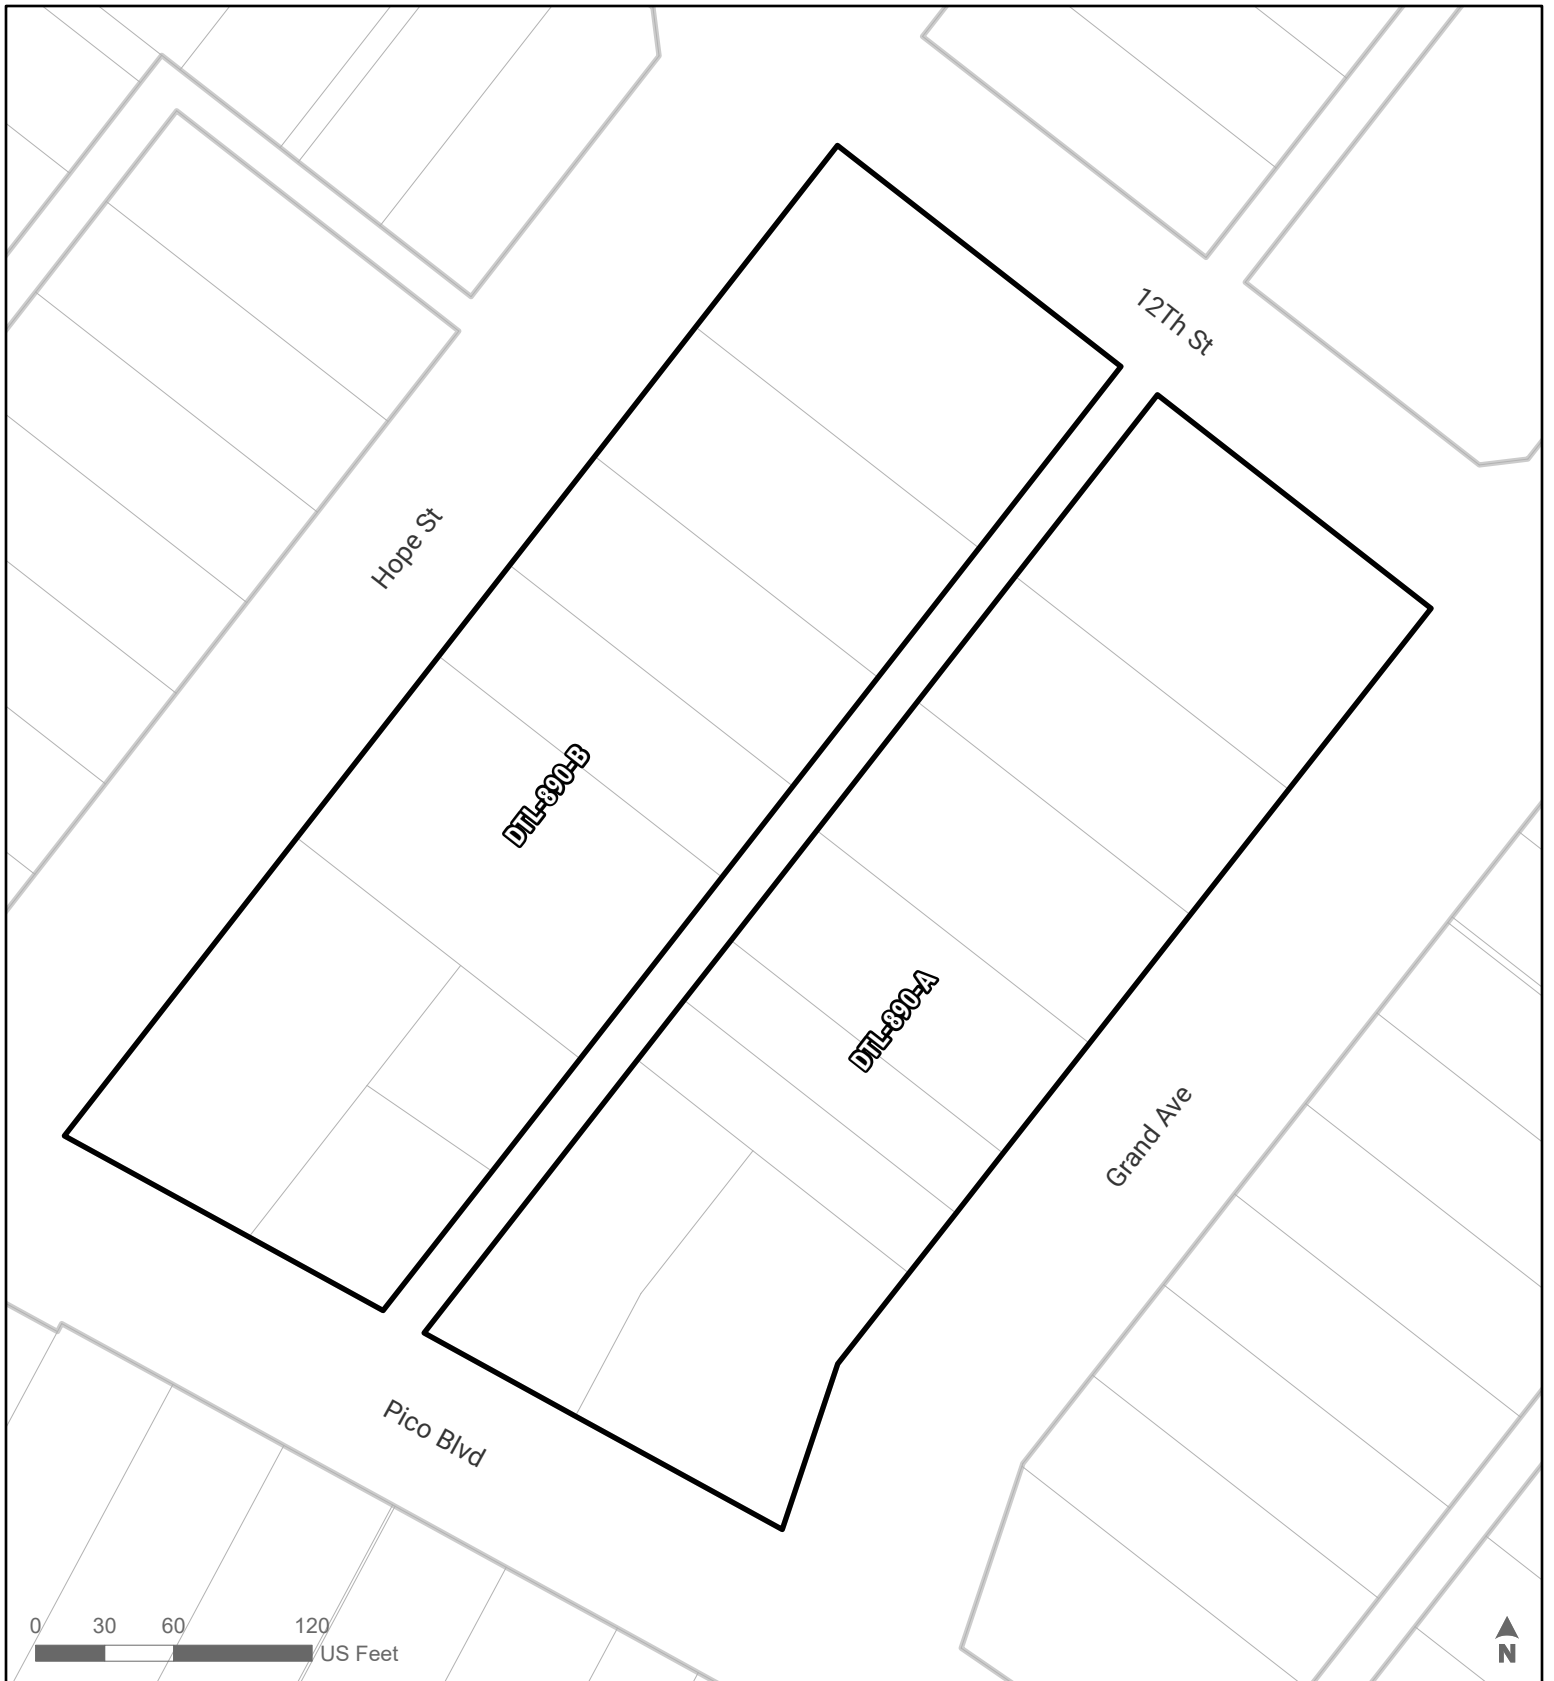 12Th St
Hope St
DTL-890-B
DTL-890-A
Grand Ave
Pico Blvd
0 30 60 120
US Feet
N